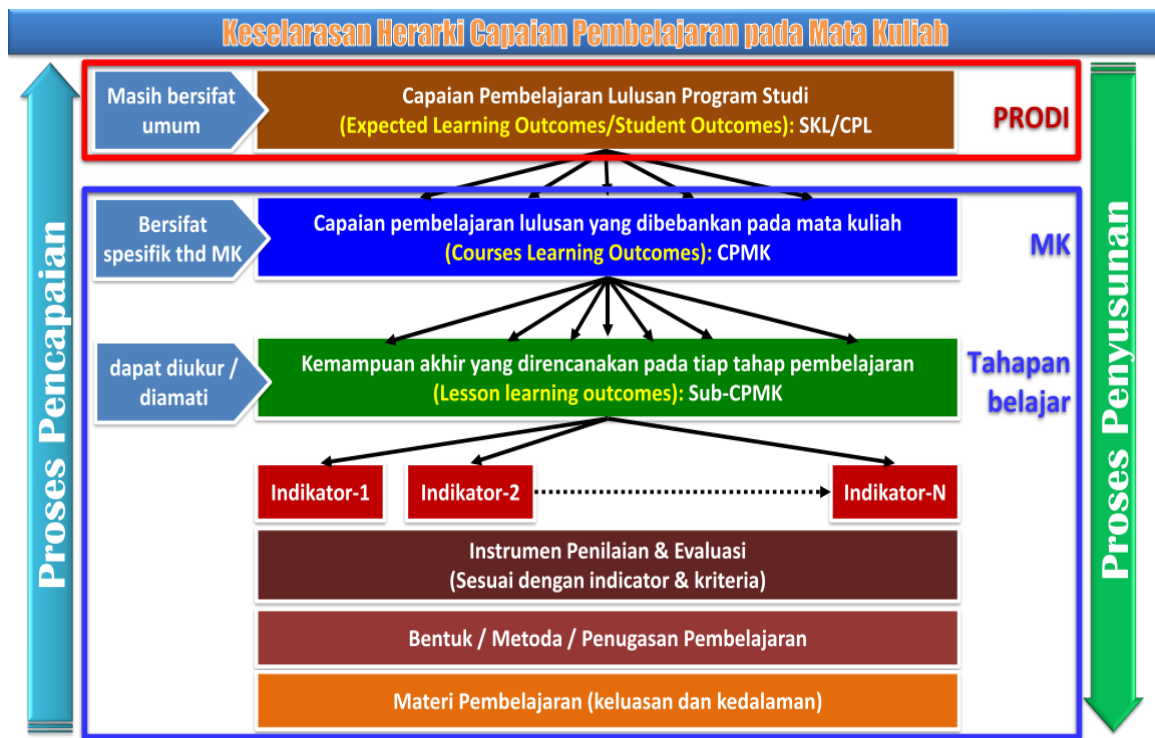 Keselarasan Herarki Capaian Pembelajaran pada Mata Kuliah
Proses Pencapaian
Masih bersifat
umum
Capaian Pembelajaran Lulusan Program Studi
(Expected Learning Outcomes/Student Outcomes): SKL/CPL
PRODI
Bersifat
spesifik thd MK
Capaian pembelajaran lulusan yang dibebankan pada mata kuliah
(Courses Learning Outcomes): CPMK
MK
dapat diukur /
diamati
Kemampuan akhir yang direncanakan pada tiap tahap pembelajaran
(Lesson learning outcomes): Sub-CPMK
Tahapan
belajar
Indikator-1
Indikator-2
Indikator-N
Instrumen Penilaian & Evaluasi
(Sesuai dengan indicator & kriteria)
Bentuk / Metoda / Penugasan Pembelajaran
Materi Pembelajaran (keluasan dan kedalaman)
Proses Penyusunan